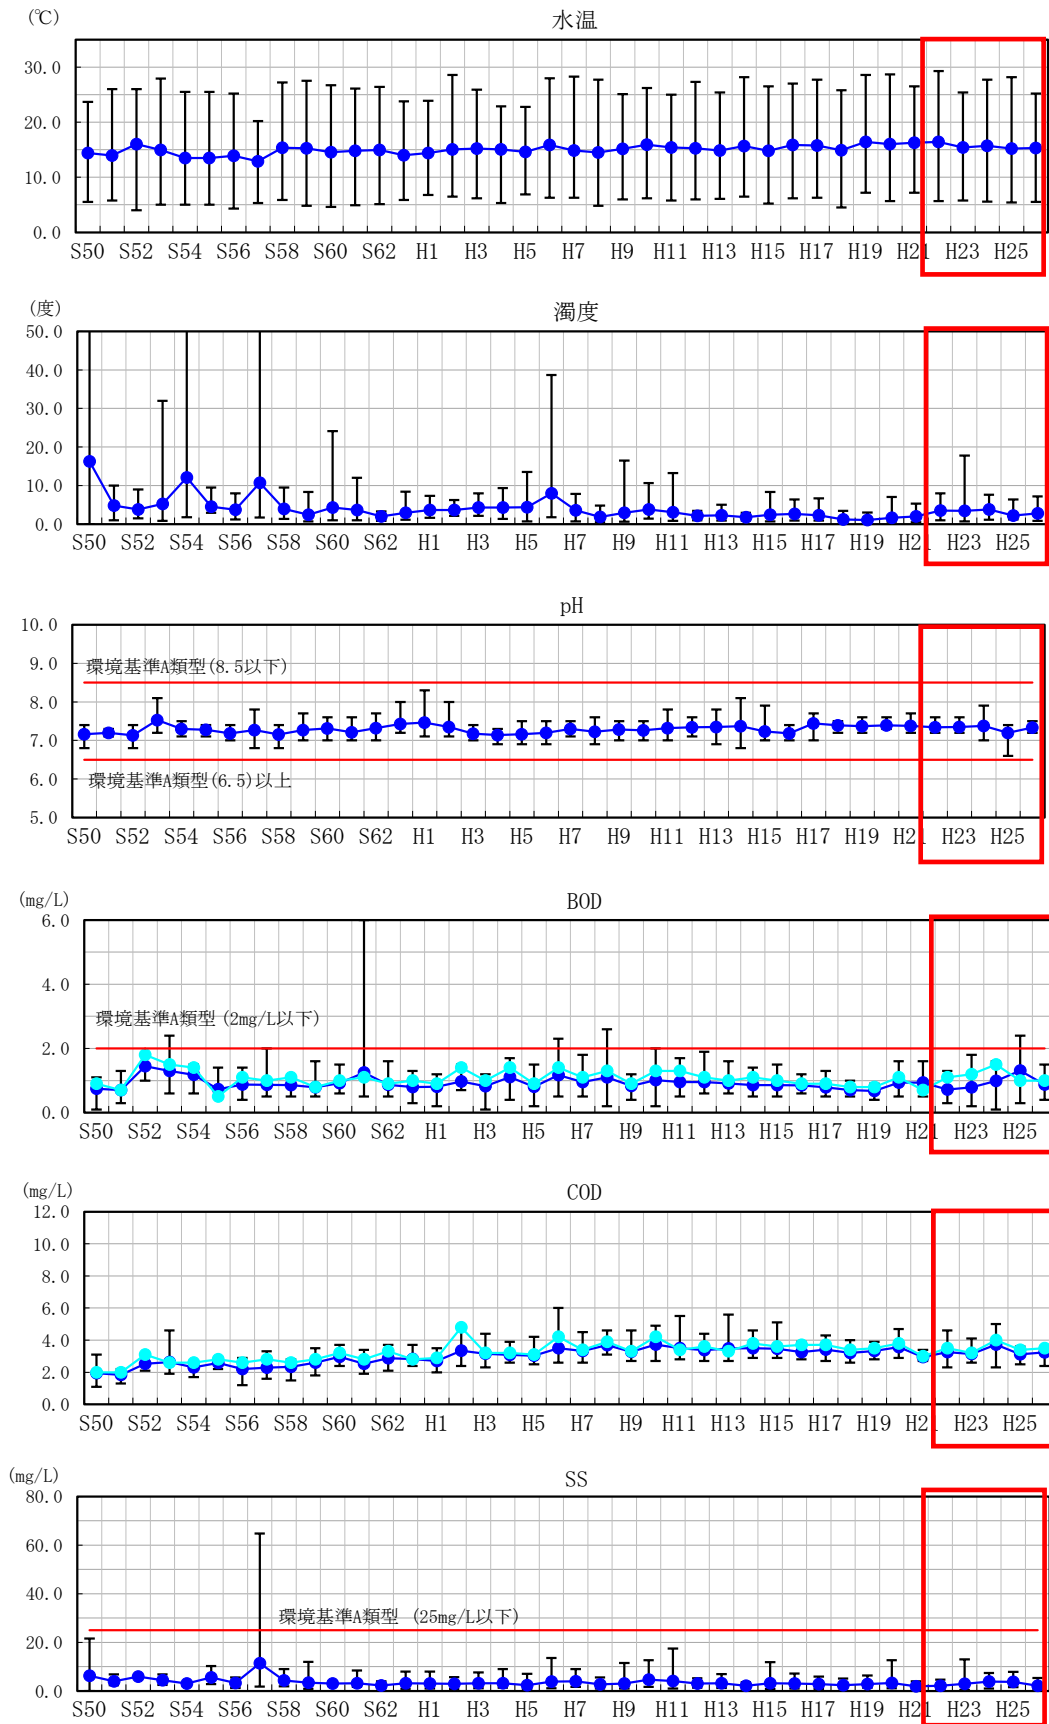 (℃)
水温
30.0
20.0
10.0
0.0
S50 S52 S54 S56 S58 S60 S62 H1 H3 H5 H7 H9 H11 H13 H15 H17 H19 H21 H23 H25
(度)
濁度
50.0
40.0
30.0
20.0
10.0
0.0
S50 S52 S54 S56 S58 S60 S62 H1 H3 H5 H7 H9 H11 H13 H15 H17 H19 H21 H23 H25
pH
10.0
9.0
環境基準A類型(8.5以下)
8.0
7.0
環境基準A類型(6.5)以上
6.0
5.0
S50 S52 S54 S56 S58 S60 S62 H1 H3 H5 H7 H9 H11 H13 H15 H17 H19 H21 H23 H25
(mg/L)
BOD
6.0
4.0
環境基準A類型(2mg/L以下)
2.0
0.0
S50 S52 S54 S56 S58 S60 S62 H1 H3 H5 H7 H9 H11 H13 H15 H17 H19 H21 H23 H25
(mg/L)
COD
12.0
10.0
8.0
6.0
4.0
2.0
0.0
S50 S52 S54 S56 S58 S60 S62 H1 H3 H5 H7 H9 H11 H13 H15 H17 H19 H21 H23 H25
(mg/L)
SS
80.0
60.0
40.0
環境基準A類型 (25mg/L以下)
20.0
0.0
S50 S52 S54 S56 S58 S60 S62 H1 H3 H5 H7 H9 H11 H13 H15 H17 H19 H21 H23 H25